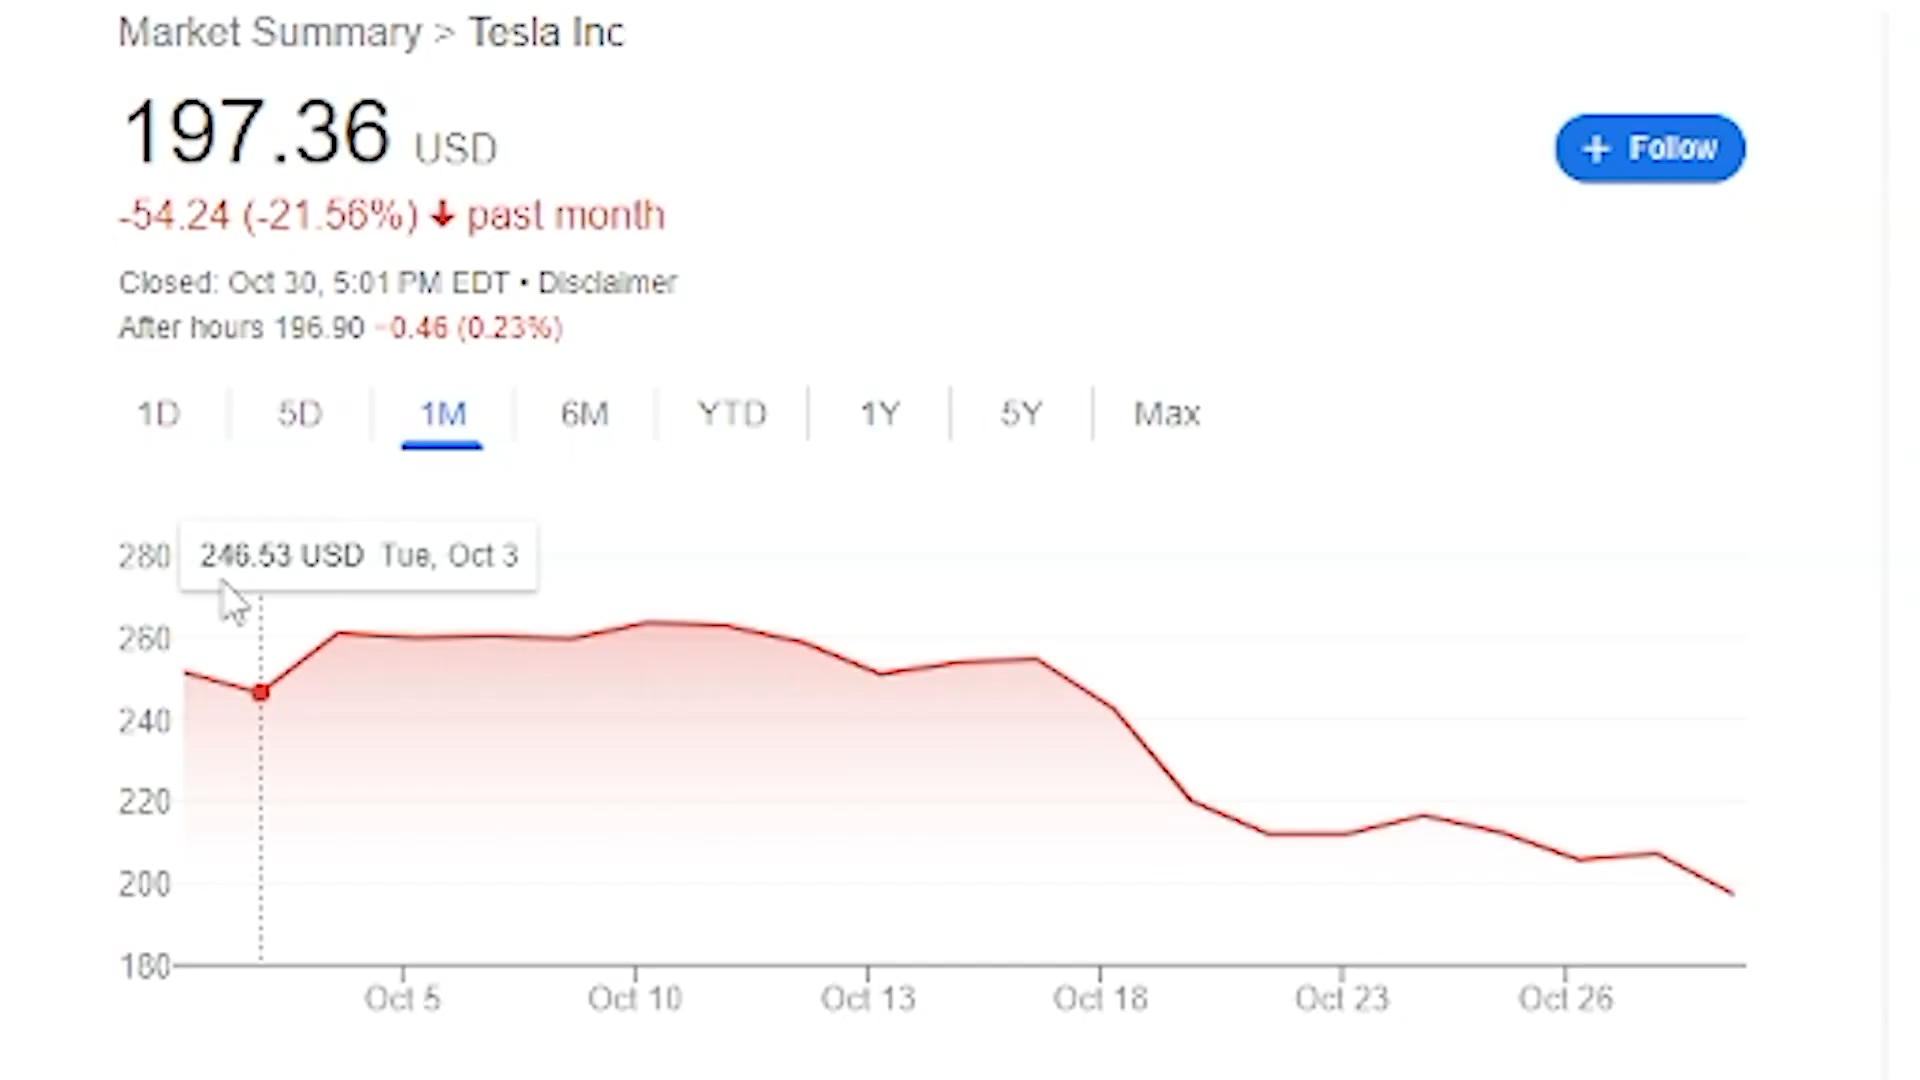 Market Summary > Tesla Inc
197.36 USD
+ Follow
-54.24 (-21.56%) ↓ past month
Closed: Oct 30, 5:01 PM EDT • Disclaimer
After hours 196.90 −0.46 (0.23%)
1D 5D 1M 6M YTD 1Y 5Y Max
280
246.53 USD Tue, Oct 3
260
240
220
200
180
Oct 5 Oct 10 Oct 13 Oct 18 Oct 23 Oct 26